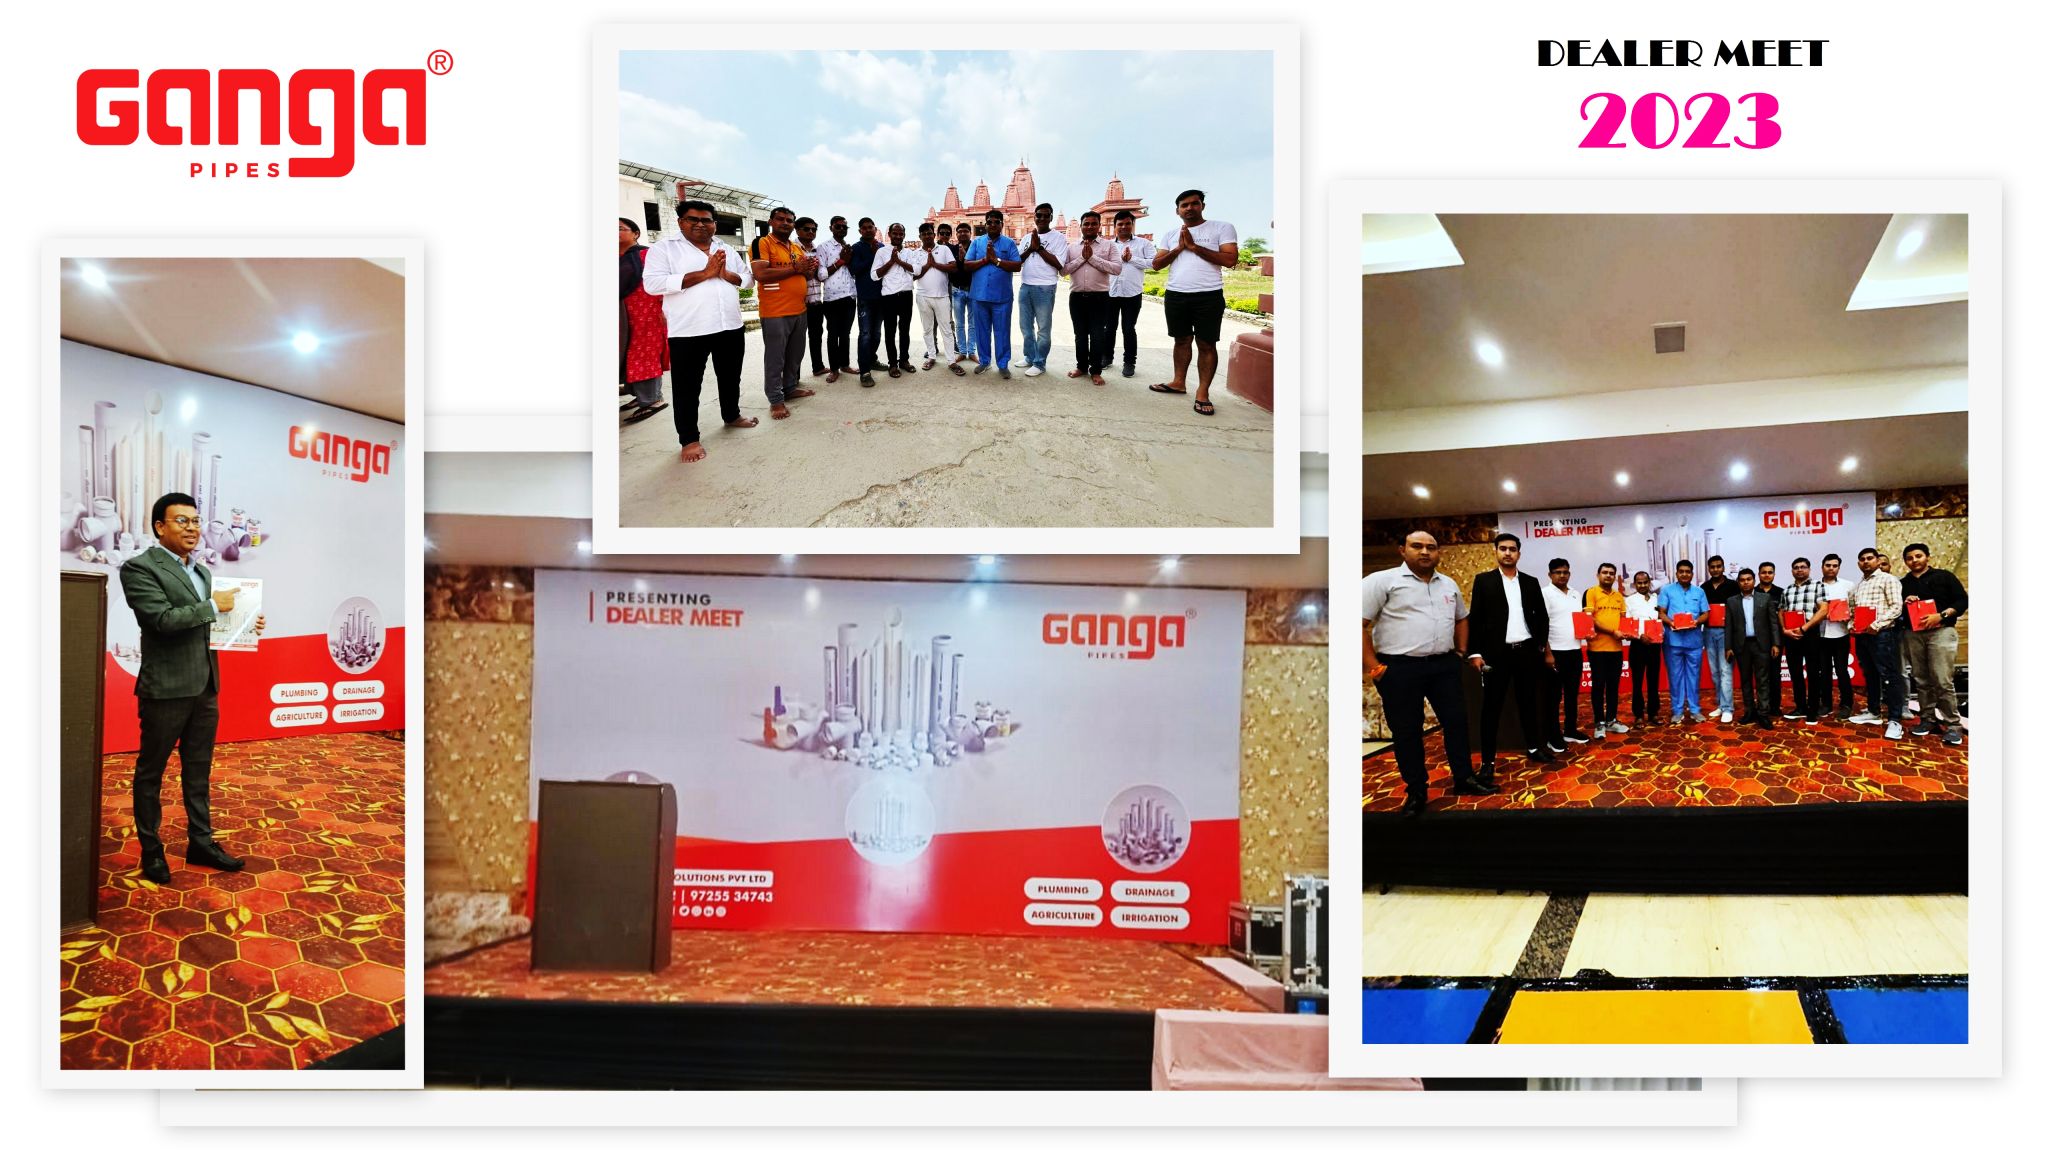 Ganga®
PIPES
DEALER MEET
2023
Ganga®
PIPES
PLUMBING
DRAINAGE
AGRICULTURE
IRRIGATION
PRESENTING
DEALER MEET
Ganga®
PIPES
OLUTIONS PVT LTD
| 97255 34743
PLUMBING
DRAINAGE
AGRICULTURE
IRRIGATION
PRESENTING
DEALER MEET
Ganga®
PIPES